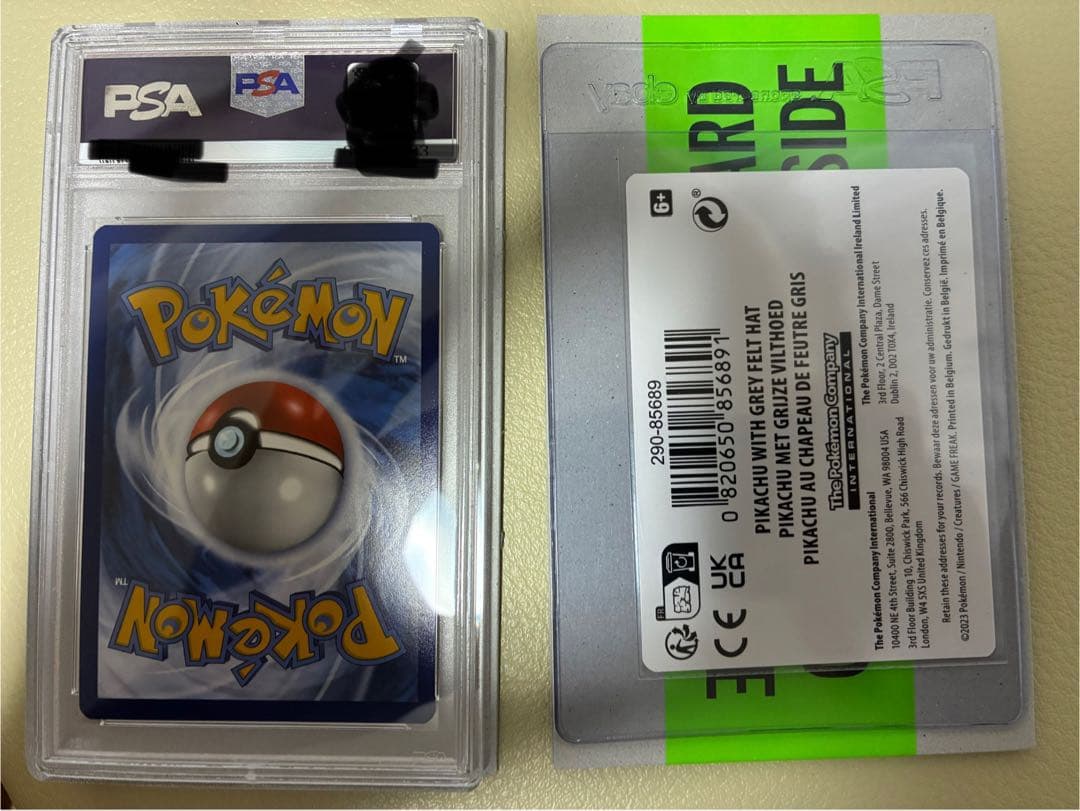 PSA
PSA
POKéMON
TM
POKéMON
TM
PSA
ebay
ARD
SIDE
E
6+
®
290-85689
0 820650 856891
PIKACHU WITH GREY FELT HAT
PIKACHU MET GRIJZE VILTHOED
PIKACHU AU CHAPEAU DE FEUTRE GRIS
The Pokémon Company
INTERNATIONAL
FR
CE UK
CA
The Pokémon Company International
10400 NE 4th Street, Suite 2800, Bellevue, WA 98004 USA
3rd Floor Building 10, Chiswick Park, 566 Chiswick High Road
London, W4 5XS United Kingdom
The Pokémon Company International Ireland Limited
3rd Floor, 2 Central Plaza, Dame Street
Dublin 2, D02 T0X4, Ireland
Retain these addresses for your records. Bewaar deze adressen voor uw administratie. Conservez ces adresses.
©2023 Pokémon / Nintendo / Creatures / GAME FREAK. Printed in Belgium. Gedrukt in België. Imprimé en Belgique.